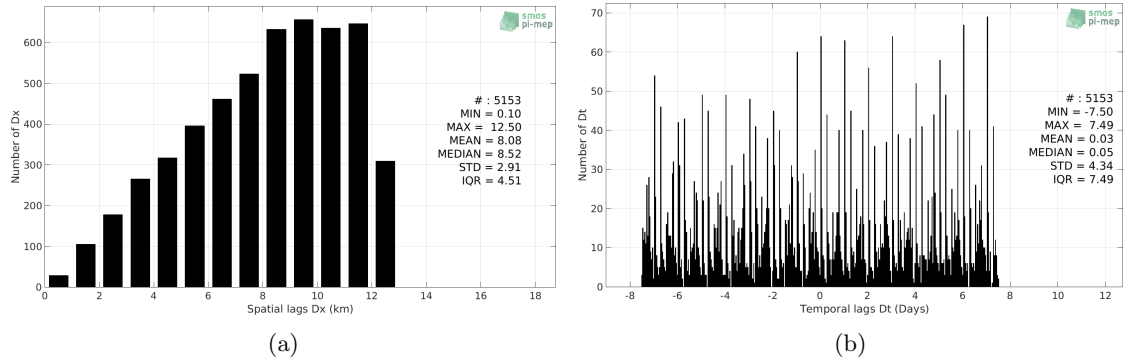 smos
pi-mep
Number of Dx
600
500
400
300
200
100
0
# : 5153
MIN = 0.10
MAX = 12.50
MEAN = 8.08
MEDIAN = 8.52
STD = 2.91
IQR = 4.51
0 2 4 6 8 10 12 14 16 18
Spatial lags Dx (km)
(a)
smos
pi-mep
Number of Dt
70
60
50
40
30
20
10
0
# : 5153
MIN = -7.50
MAX = 7.49
MEAN = 0.03
MEDIAN = 0.05
STD = 4.34
IQR = 7.49
-8 -6 -4 -2 0 2 4 6 8 10 12
Temporal lags Dt (Days)
(b)